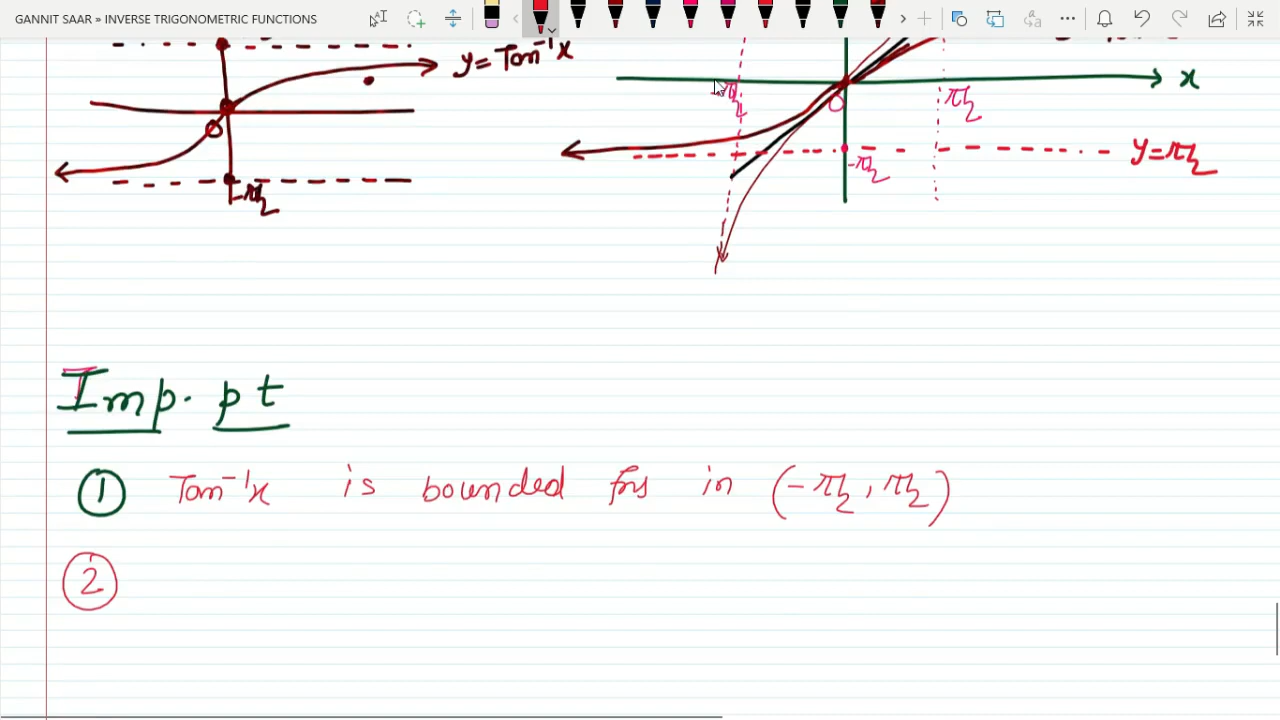 GANNIT SAAR » INVERSE TRIGONOMETRIC FUNCTIONS
y=Tan⁻¹x
x
-π/2
π/2
O
O
y=π/2
-π/2
-π/2
Imp. pt
① Tan⁻¹x is bounded fns in (-π/2, π/2)
②